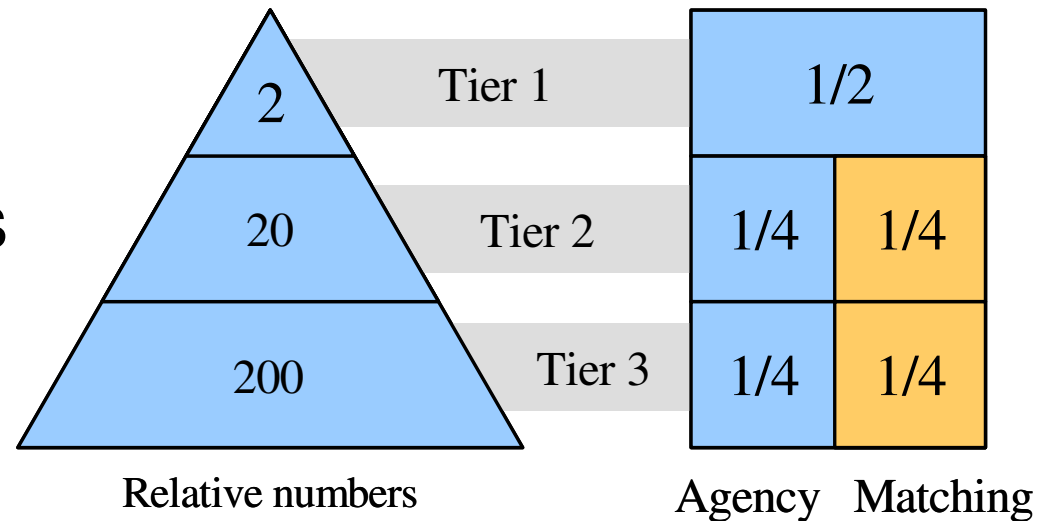 2 Tier 1 1/2
s 20 Tier 2 1/4 1/4
200 Tier 3 1/4 1/4
Relative numbers Agency Matching